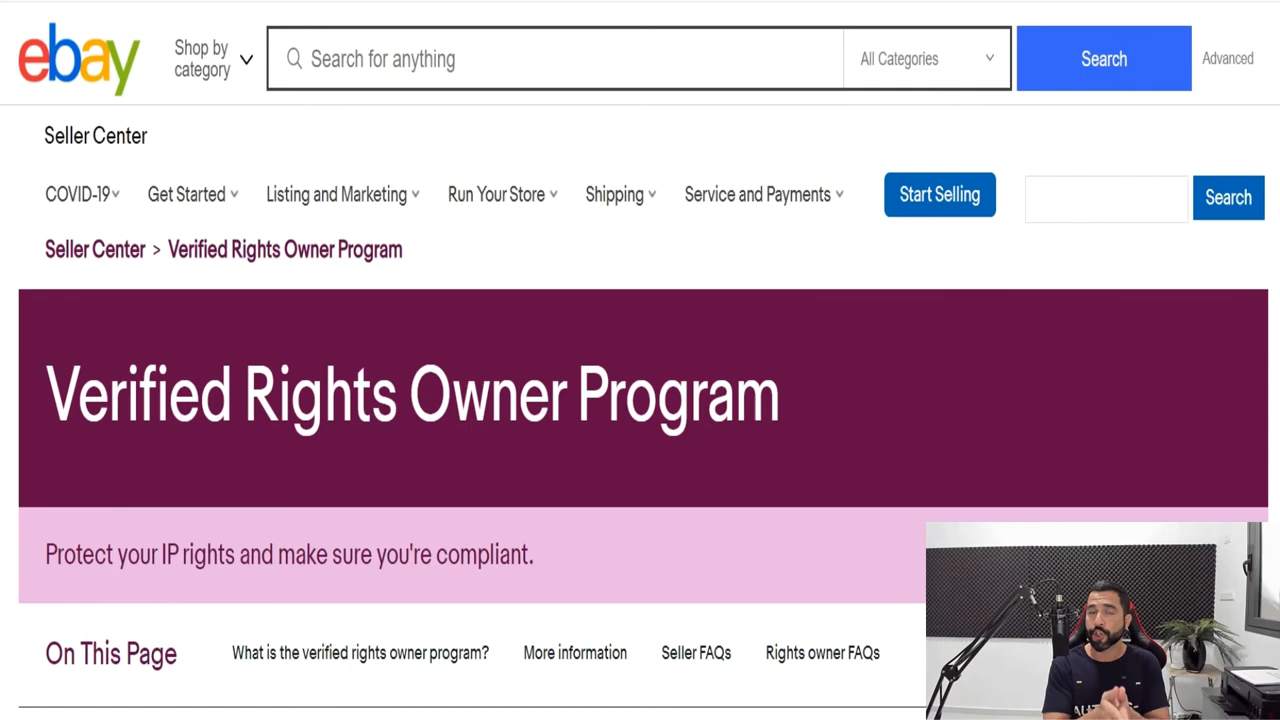 ebay
Shop by
category
Search for anything
All Categories
Search
Advanced
Seller Center
COVID-19 Get Started Listing and Marketing Run Your Store Shipping Service and Payments Start Selling Search
Seller Center > Verified Rights Owner Program
Verified Rights Owner Program
Protect your IP rights and make sure you're compliant.
On This Page What is the verified rights owner program? More information Seller FAQs Rights owner FAQs